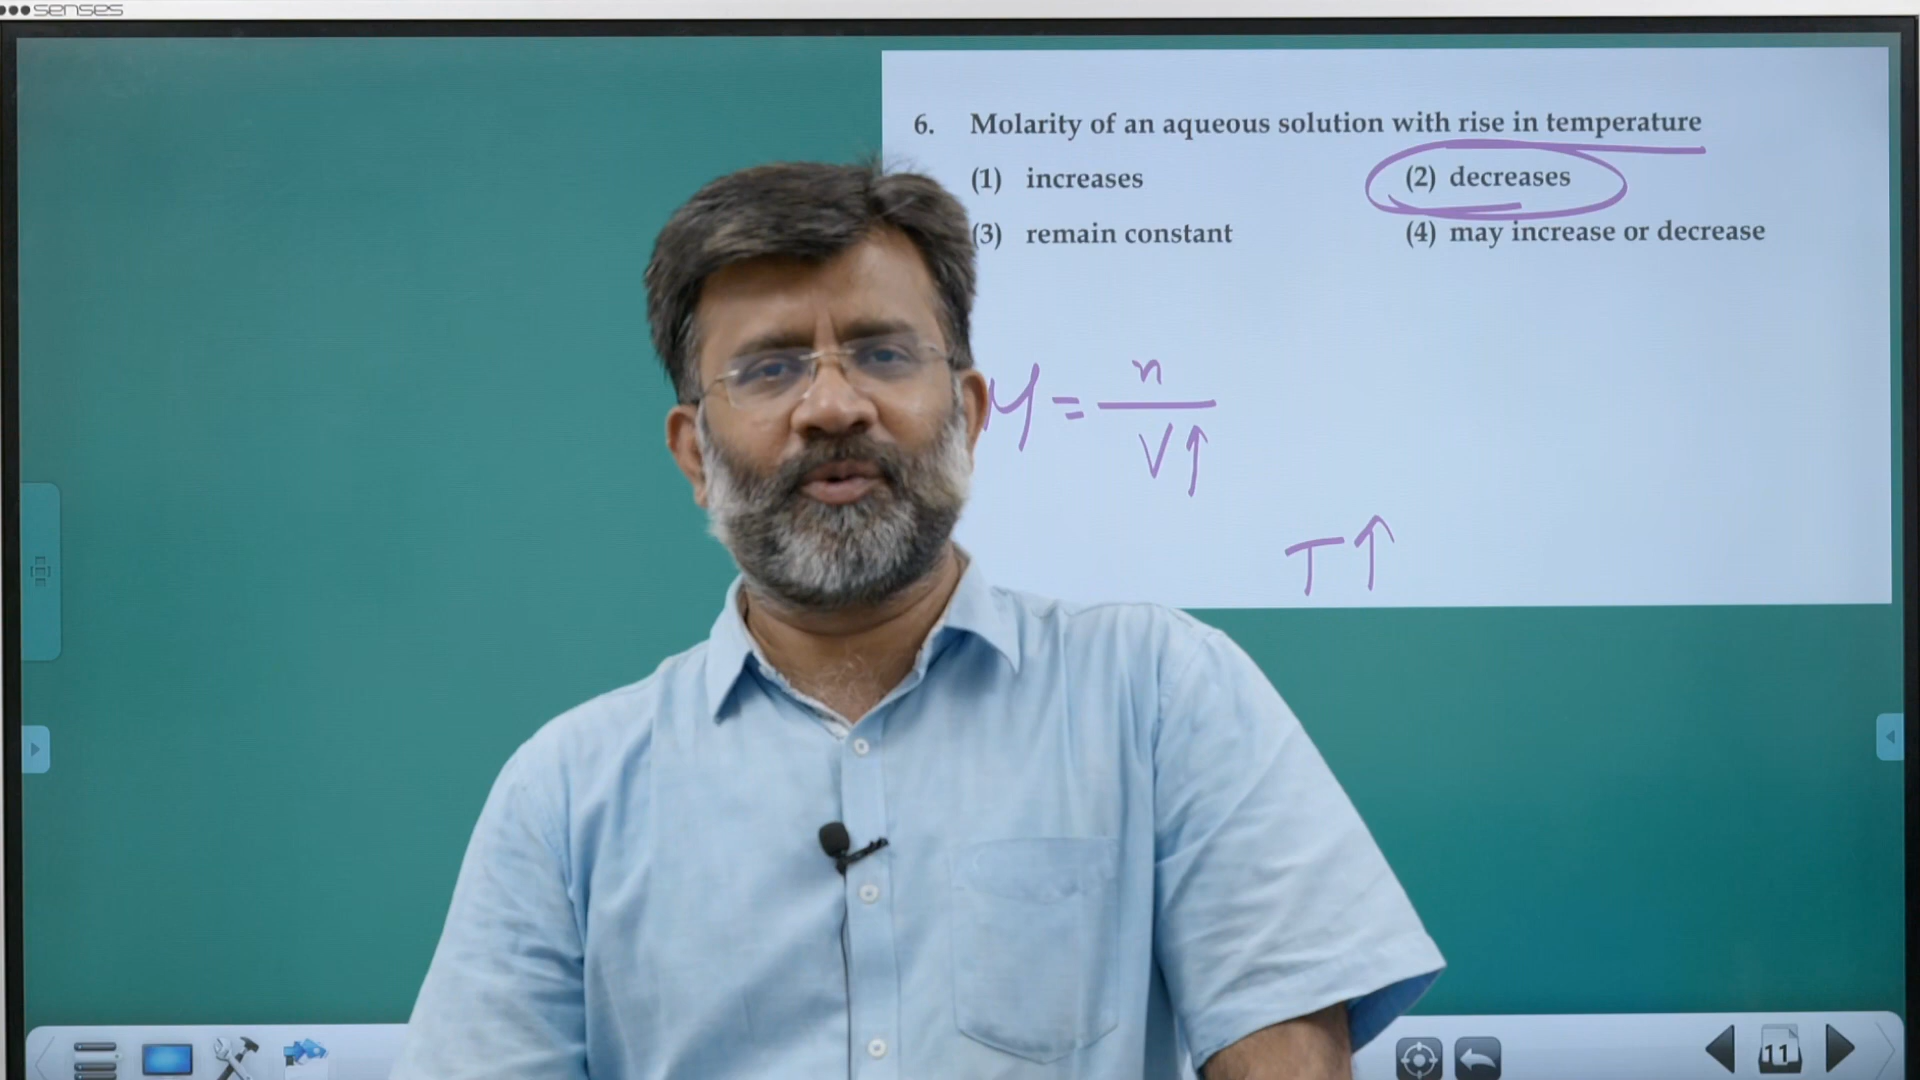 senses
6. Molarity of an aqueous solution with rise in temperature
(1) increases (2) decreases
(3) remain constant (4) may increase or decrease
M = n / V↑
T↑
11